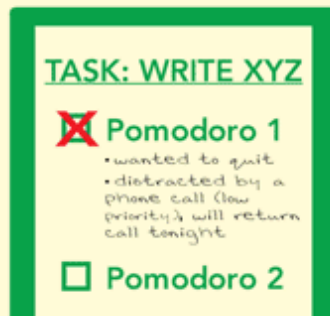 TASK: WRITE XYZ
Pomodoro 1
• wanted to quit
• distracted by a
phone call (low
priority), will return
call tonight
Pomodoro 2